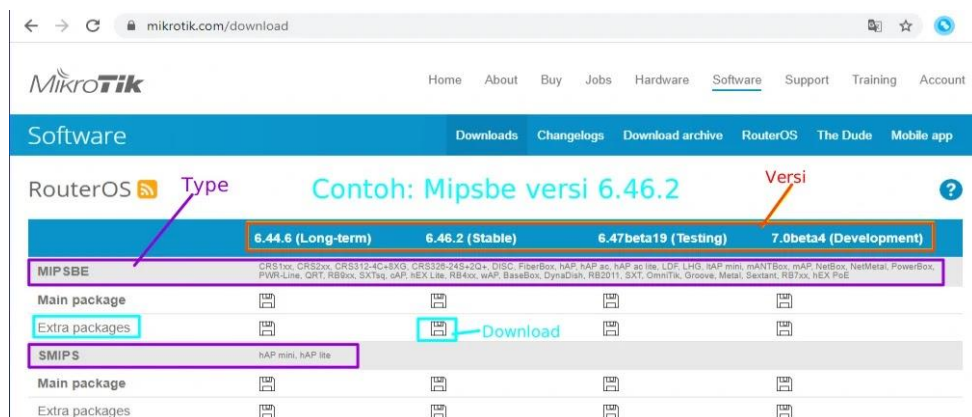 mikrotik.com/download
MikroTik
Home About Buy Jobs Hardware Software Support Training Account
Software
Downloads Changelogs Download archive RouterOS The Dude Mobile app
RouterOS Type Contoh: Mipsbe versi 6.46.2 Versi ?
6.44.6 (Long-term) 6.46.2 (Stable) 6.47beta19 (Testing) 7.0beta4 (Development)
MIPSBE CRS1xx, CRS2xx, CRS312-4C+8XG, CRS326-24S+2Q+, DISC, FiberBox, hAP, hAP ac, hAP ac lite, LDF, LHG, ltAP mini, mANTBox, mAP, NetBox, NetMetal, PowerBox,
PWR-Line, QRT, RB9xx, SXTsq, cAP, hEX Lite, RB4xx, wAP, BaseBox, DynaDish, RB2011, SXT, OmniTik, Groove, Metal, Sextant, RB7xx, hEX PoE
Main package
Extra packages Download
SMIPS hAP mini, hAP lite
Main package
Extra packages